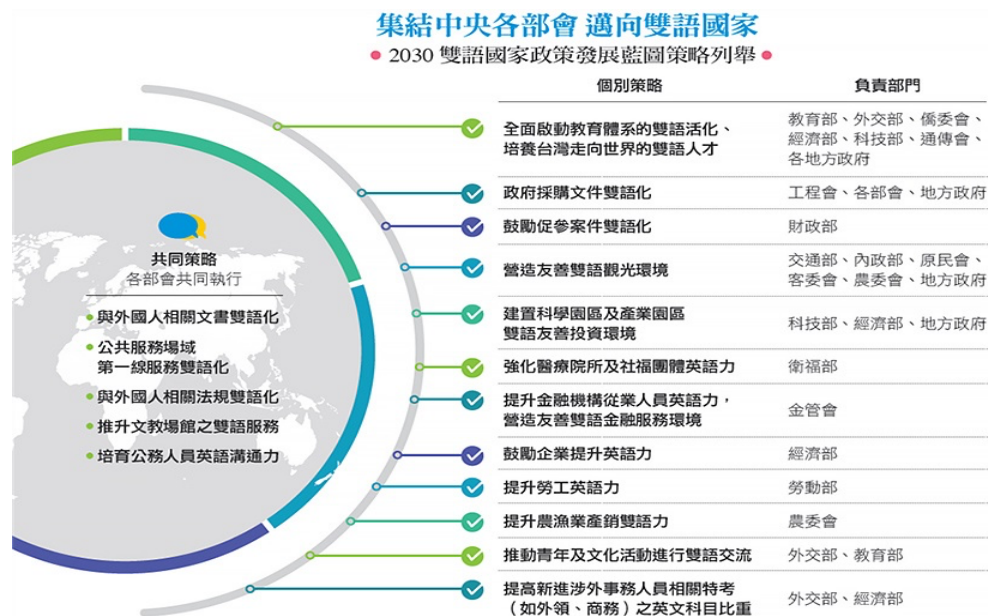 集結中央各部會 邁向雙語國家
2030 雙語國家政策發展藍圖策略列舉
共同策略
各部會共同執行
與外國人相關文書雙語化
公共服務場域
第一線服務雙語化
與外國人相關法規雙語化
推升文教場館之雙語服務
培育公務人員英語溝通力
個別策略
負責部門
全面啟動教育體系的雙語活化、
培養台灣走向世界的雙語人才
教育部、外交部、僑委會、
經濟部、科技部、通傳會、
各地方政府
政府採購文件雙語化
工程會、各部會、地方政府
鼓勵促參案件雙語化
財政部
營造友善雙語觀光環境
交通部、內政部、原民會、
客委會、農委會、地方政府
建置科學園區及產業園區
雙語友善投資環境
科技部、經濟部、地方政府
強化醫療院所及社福團體英語力
衛福部
提升金融機構從業人員英語力，
營造友善雙語金融服務環境
金管會
鼓勵企業提升英語力
經濟部
提升勞工英語力
勞動部
提升農漁業產銷雙語力
農委會
推動青年及文化活動進行雙語交流
外交部、教育部
提高新進涉外事務人員相關特考
（如外領、商務）之英文科目比重
外交部、經濟部